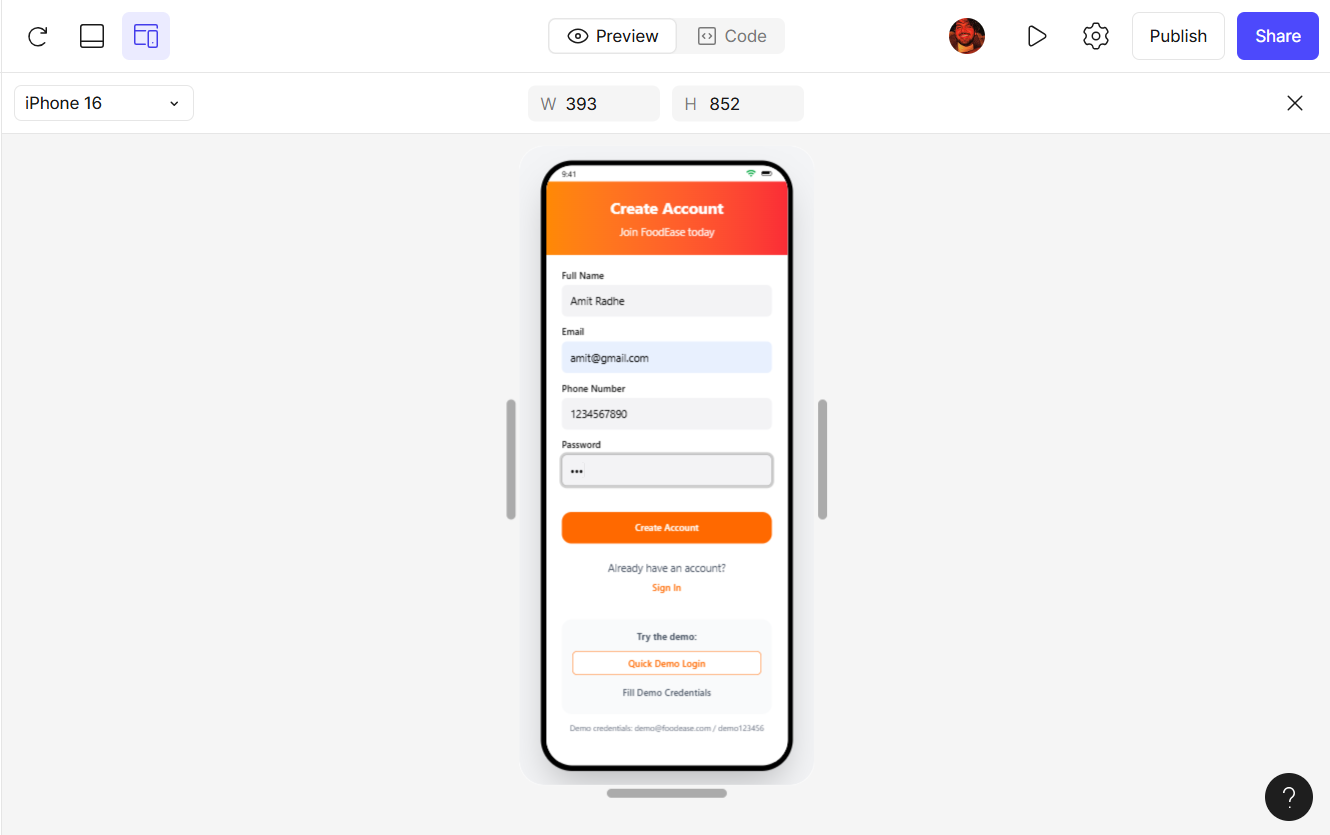 Preview
Code
Publish
Share
iPhone 16
W 393
H 852
9:41
Create Account
Join FoodEase today
Full Name
Amit Radhe
Email
amit@gmail.com
Phone Number
1234567890
Password
•••
Create Account
Already have an account?
Sign In
Try the demo:
Quick Demo Login
Fill Demo Credentials
Demo credentials: demo@foodease.com / demo123456
?